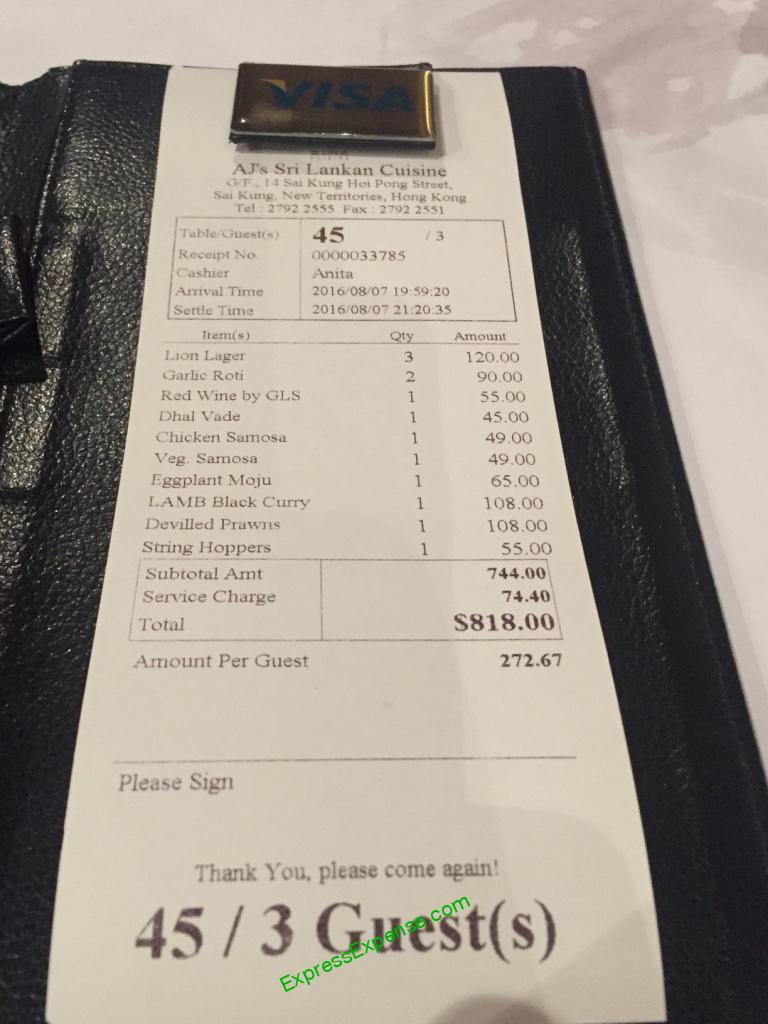 VISA
AJ's Sri Lankan Cuisine
G/F., 14 Sai Kung Hoi Pong Street,
Sai Kung, New Territories, Hong Kong
Tel : 2792 2555 Fax : 2792 2551
Table/Guest(s) 45 / 3
Receipt No. 0000033785
Cashier Anita
Arrival Time 2016/08/07 19:59:20
Settle Time 2016/08/07 21:20:35
Item(s) Qty Amount
Lion Lager 3 120.00
Garlic Roti 2 90.00
Red Wine by GLS 1 55.00
Dhal Vade 1 45.00
Chicken Samosa 1 49.00
Veg. Samosa 1 49.00
Eggplant Moju 1 65.00
LAMB Black Curry 1 108.00
Devilled Prawns 1 108.00
String Hoppers 1 55.00
Subtotal Amt 744.00
Service Charge 74.40
Total $818.00
Amount Per Guest 272.67
Please Sign
Thank You, please come again!
45 / 3 Guest(s)
ExpressExpense.com